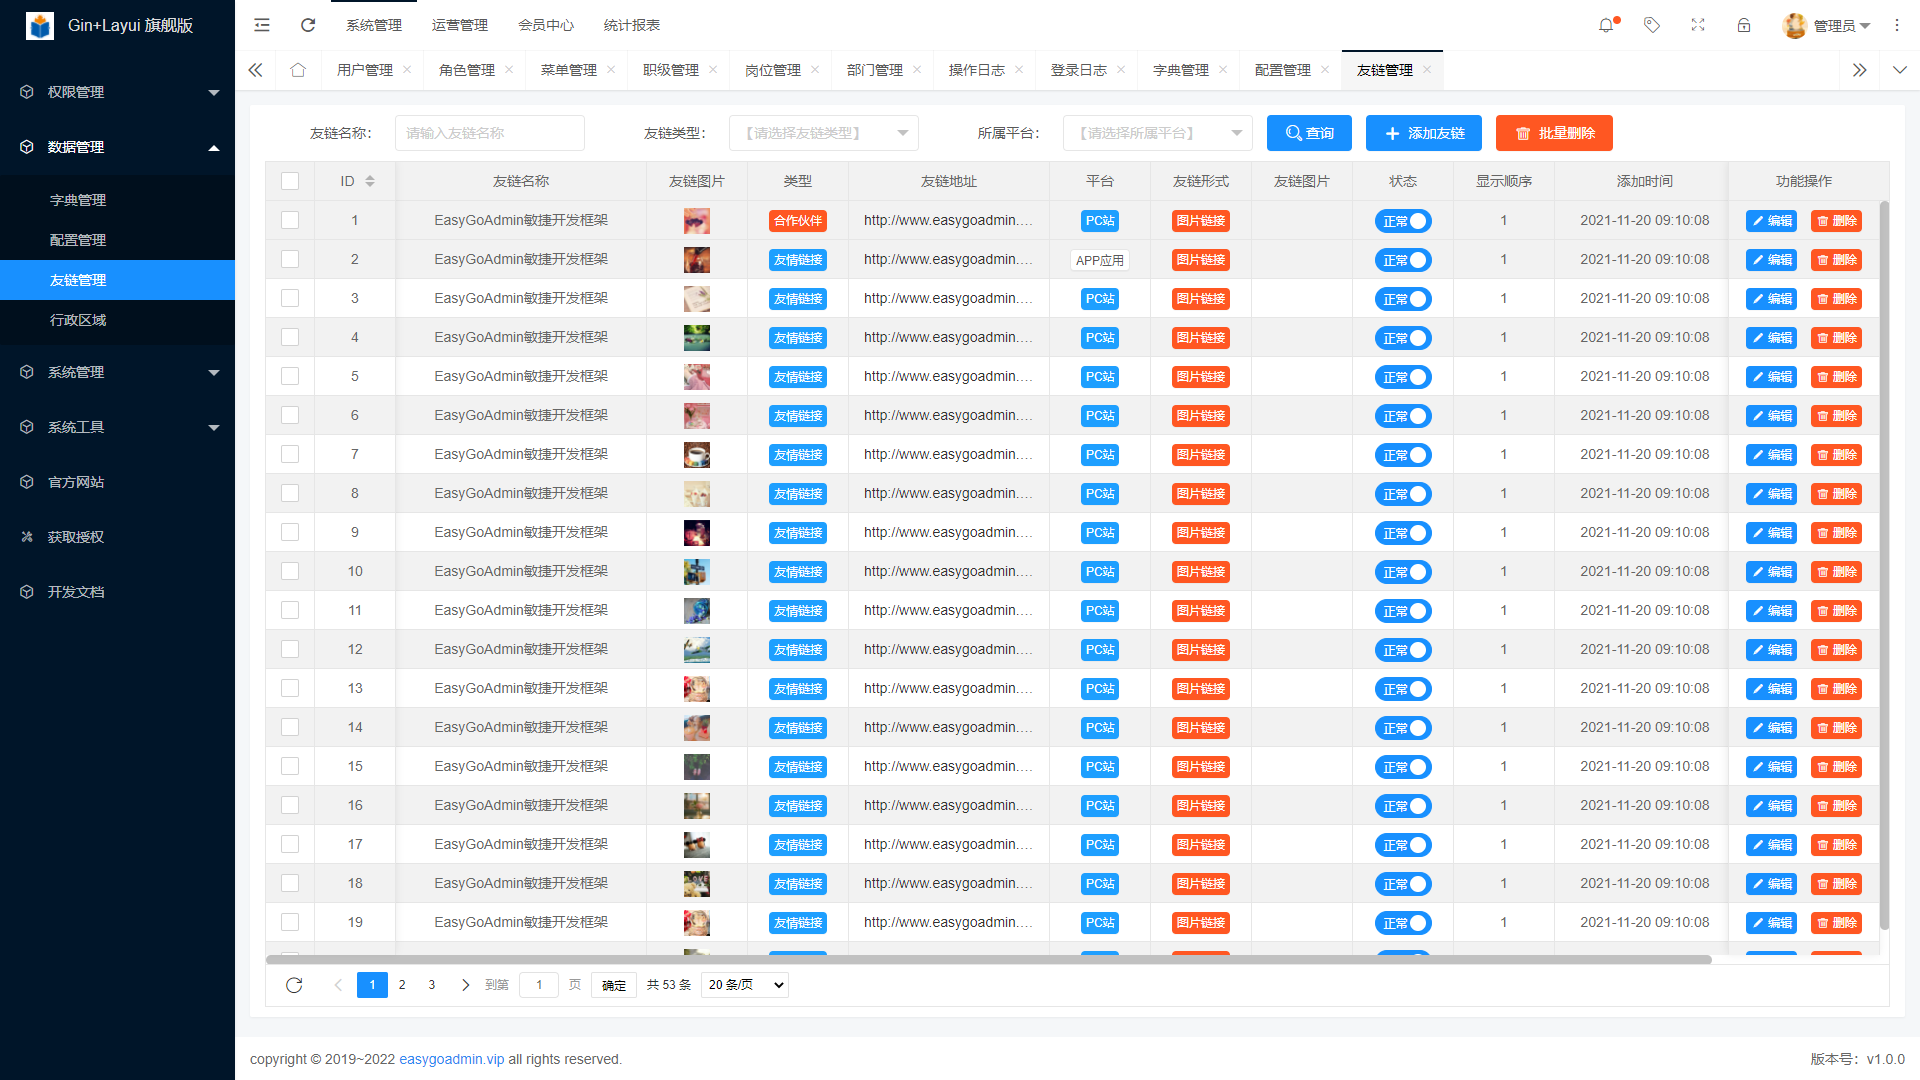 Gin+Layui 旗舰版
系统管理 运营管理 会员中心 统计报表 管理员
用户管理 角色管理 菜单管理 职级管理 岗位管理 部门管理 操作日志 登录日志 字典管理 配置管理 友链管理
权限管理
数据管理
字典管理
配置管理
友链管理
行政区域
系统管理
系统工具
官方网站
获取授权
开发文档
友链名称： 请输入友链名称 友链类型： 【请选择友链类型】 所属平台： 【请选择所属平台】 查询 添加友链 批量删除
ID 友链名称 友链图片 类型 友链地址 平台 友链形式 友链图片 状态 显示顺序 添加时间 功能操作
1 EasyGoAdmin敏捷开发框架 合作伙伴 http://www.easygoadmin.... PC站 图片链接 正常 1 2021-11-20 09:10:08 编辑 删除
2 EasyGoAdmin敏捷开发框架 友情链接 http://www.easygoadmin.... APP应用 图片链接 正常 1 2021-11-20 09:10:08 编辑 删除
3 EasyGoAdmin敏捷开发框架 友情链接 http://www.easygoadmin.... PC站 图片链接 正常 1 2021-11-20 09:10:08 编辑 删除
4 EasyGoAdmin敏捷开发框架 友情链接 http://www.easygoadmin.... PC站 图片链接 正常 1 2021-11-20 09:10:08 编辑 删除
5 EasyGoAdmin敏捷开发框架 友情链接 http://www.easygoadmin.... PC站 图片链接 正常 1 2021-11-20 09:10:08 编辑 删除
6 EasyGoAdmin敏捷开发框架 友情链接 http://www.easygoadmin.... PC站 图片链接 正常 1 2021-11-20 09:10:08 编辑 删除
7 EasyGoAdmin敏捷开发框架 友情链接 http://www.easygoadmin.... PC站 图片链接 正常 1 2021-11-20 09:10:08 编辑 删除
8 EasyGoAdmin敏捷开发框架 友情链接 http://www.easygoadmin.... PC站 图片链接 正常 1 2021-11-20 09:10:08 编辑 删除
9 EasyGoAdmin敏捷开发框架 友情链接 http://www.easygoadmin.... PC站 图片链接 正常 1 2021-11-20 09:10:08 编辑 删除
10 EasyGoAdmin敏捷开发框架 友情链接 http://www.easygoadmin.... PC站 图片链接 正常 1 2021-11-20 09:10:08 编辑 删除
11 EasyGoAdmin敏捷开发框架 友情链接 http://www.easygoadmin.... PC站 图片链接 正常 1 2021-11-20 09:10:08 编辑 删除
12 EasyGoAdmin敏捷开发框架 友情链接 http://www.easygoadmin.... PC站 图片链接 正常 1 2021-11-20 09:10:08 编辑 删除
13 EasyGoAdmin敏捷开发框架 友情链接 http://www.easygoadmin.... PC站 图片链接 正常 1 2021-11-20 09:10:08 编辑 删除
14 EasyGoAdmin敏捷开发框架 友情链接 http://www.easygoadmin.... PC站 图片链接 正常 1 2021-11-20 09:10:08 编辑 删除
15 EasyGoAdmin敏捷开发框架 友情链接 http://www.easygoadmin.... PC站 图片链接 正常 1 2021-11-20 09:10:08 编辑 删除
16 EasyGoAdmin敏捷开发框架 友情链接 http://www.easygoadmin.... PC站 图片链接 正常 1 2021-11-20 09:10:08 编辑 删除
17 EasyGoAdmin敏捷开发框架 友情链接 http://www.easygoadmin.... PC站 图片链接 正常 1 2021-11-20 09:10:08 编辑 删除
18 EasyGoAdmin敏捷开发框架 友情链接 http://www.easygoadmin.... PC站 图片链接 正常 1 2021-11-20 09:10:08 编辑 删除
19 EasyGoAdmin敏捷开发框架 友情链接 http://www.easygoadmin.... PC站 图片链接 正常 1 2021-11-20 09:10:08 编辑 删除
1 2 3 到第 1 页 确定 共 53 条 20 条/页
copyright © 2019~2022 easygoadmin.vip all rights reserved. 版本号：v1.0.0